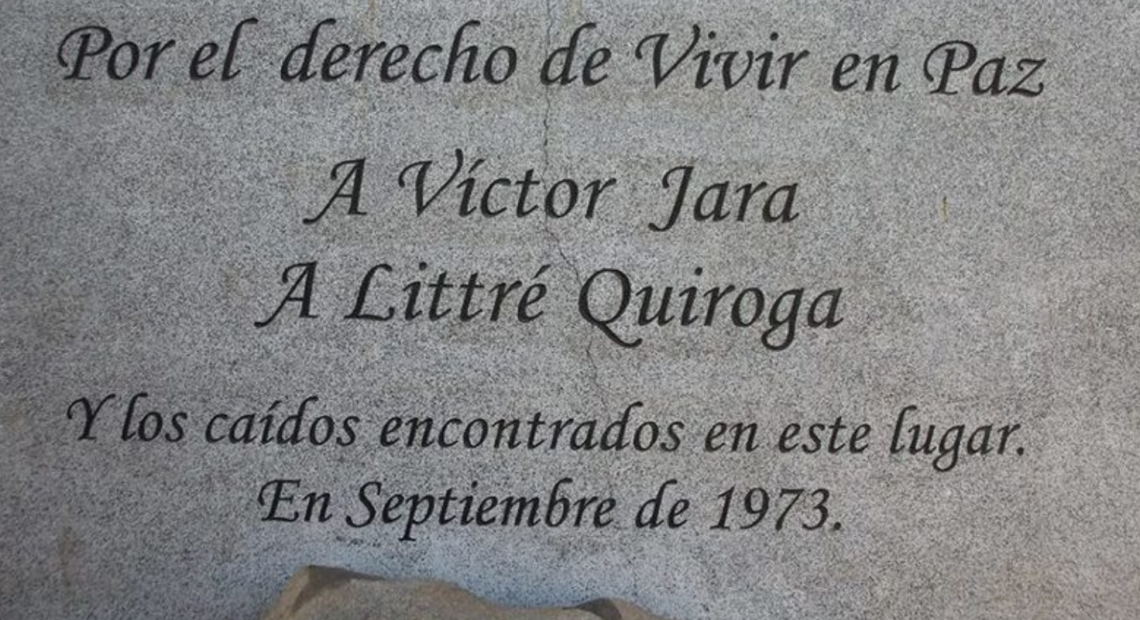 Por el derecho de Vivir en Paz
A Víctor Jara
A Littré Quiroga
Y los caídos encontrados en este lugar.
En Septiembre de 1973.